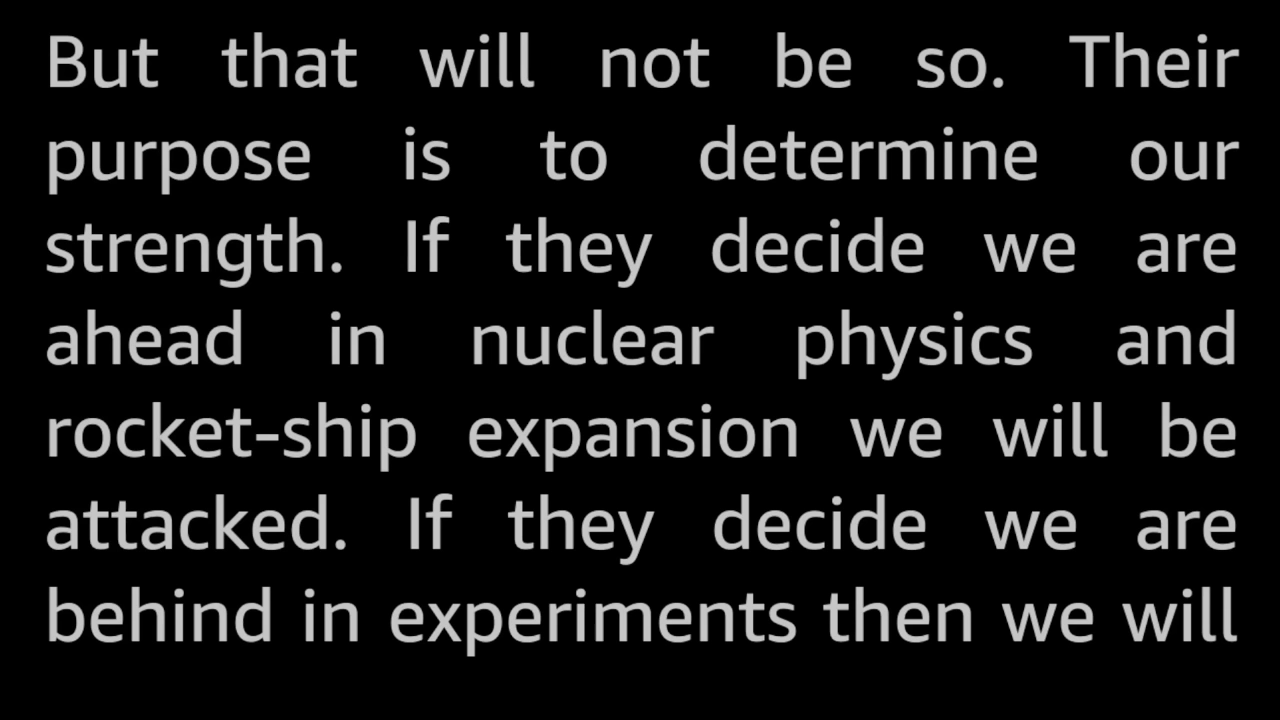 But that will not be so. Their
purpose is to determine our
strength. If they decide we are
ahead in nuclear physics and
rocket-ship expansion we will be
attacked. If they decide we are
behind in experiments then we will